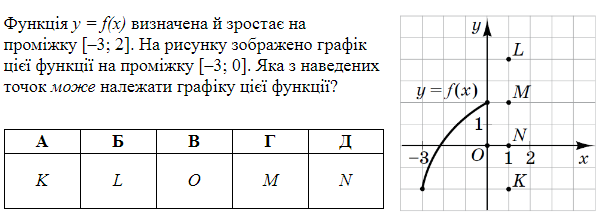 Функція y = f(x) визначена й зростає на
проміжку [–3; 2]. На рисунку зображено графік
цієї функції на проміжку [–3; 0]. Яка з наведених
точок може належати графіку цієї функції?
А Б В Г Д
K L O M N
y
L
y = f(x) M
1
N
–3 O 1 2 x
K